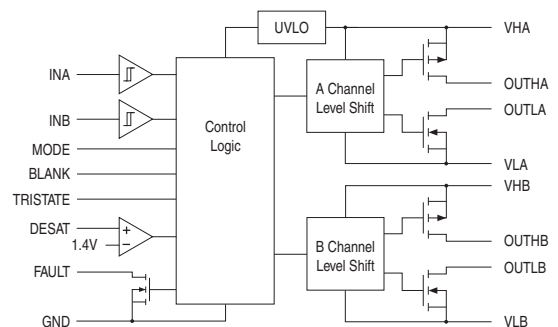 UVLO
VHA
INA
OUTHA
A Channel
Level Shift
OUTLA
INB
Control
Logic
MODE
VLA
BLANK
VHB
TRISTATE
DESAT
+
1.4V
−
B Channel
Level Shift
OUTHB
FAULT
OUTLB
GND
VLB